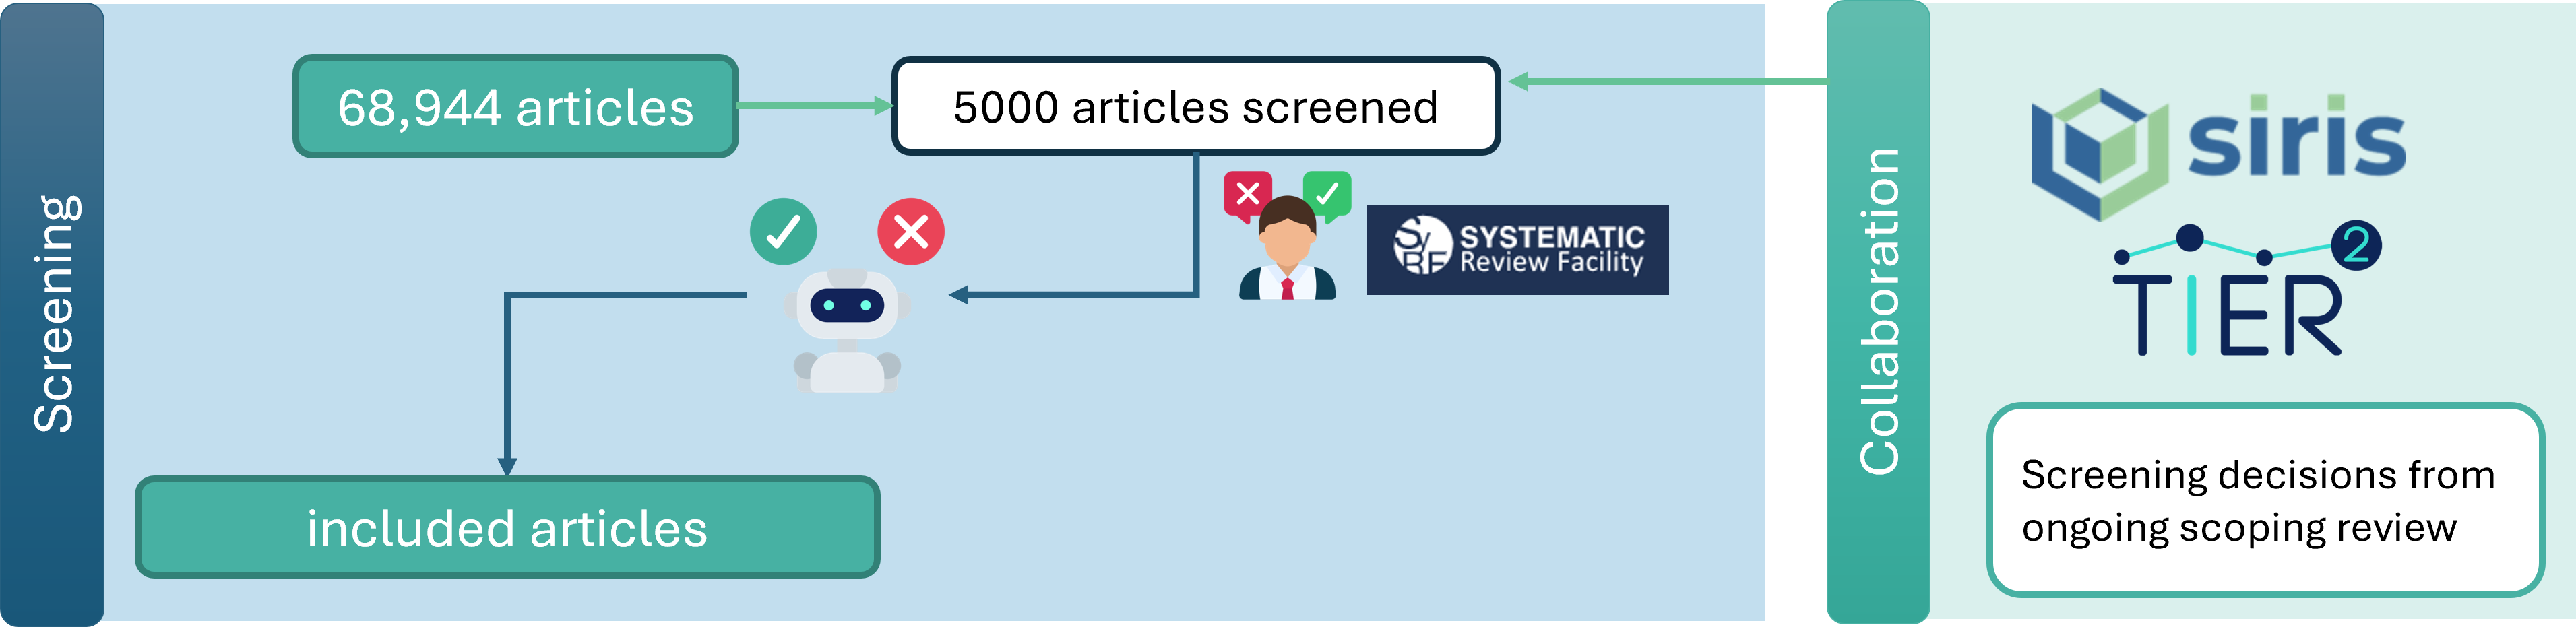 Screening
68,944 articles
5000 articles screened
SyRF
SYSTEMATIC
Review Facility
included articles
Collaboration
siris
2
TIER
Screening decisions from
ongoing scoping review